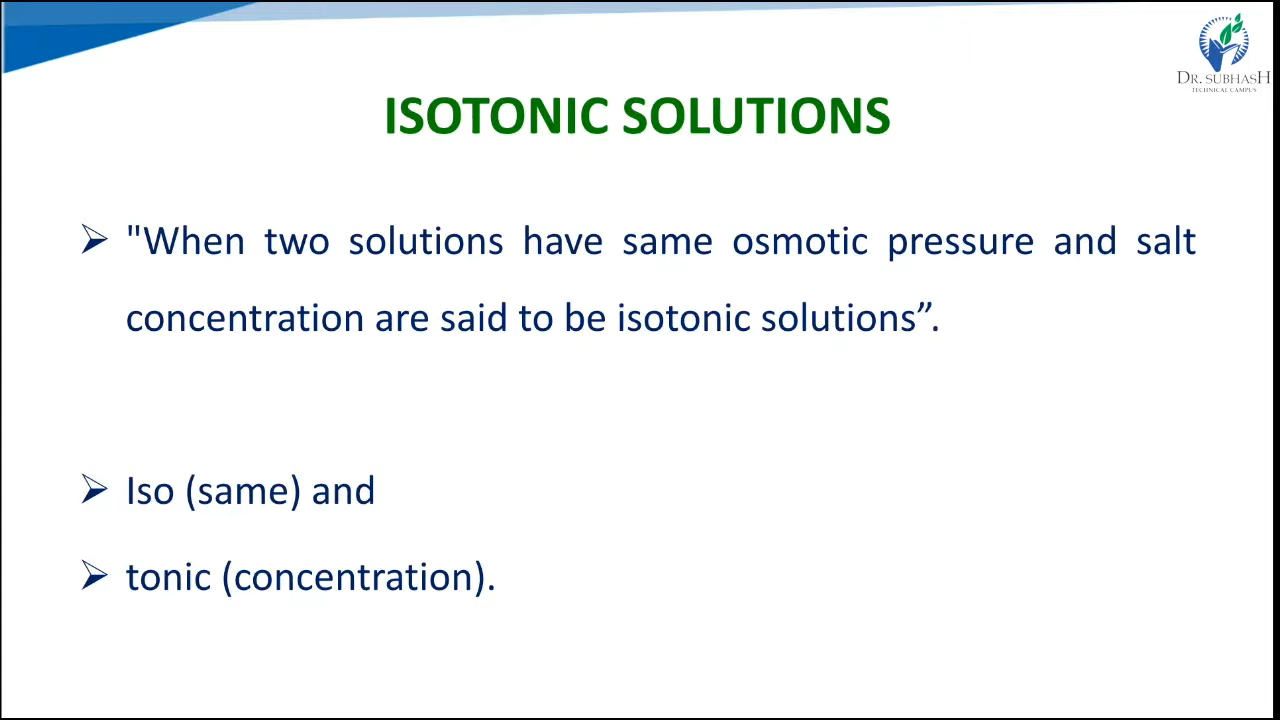 DR. SUBHASH
TECHNICAL CAMPUS
ISOTONIC SOLUTIONS
➢ "When two solutions have same osmotic pressure and salt
concentration are said to be isotonic solutions”.
➢ Iso (same) and
➢ tonic (concentration).